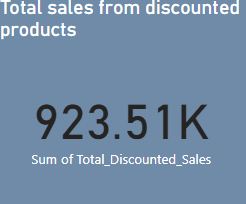 Total sales from discounted
products
923.51K
Sum of Total_Discounted_Sales